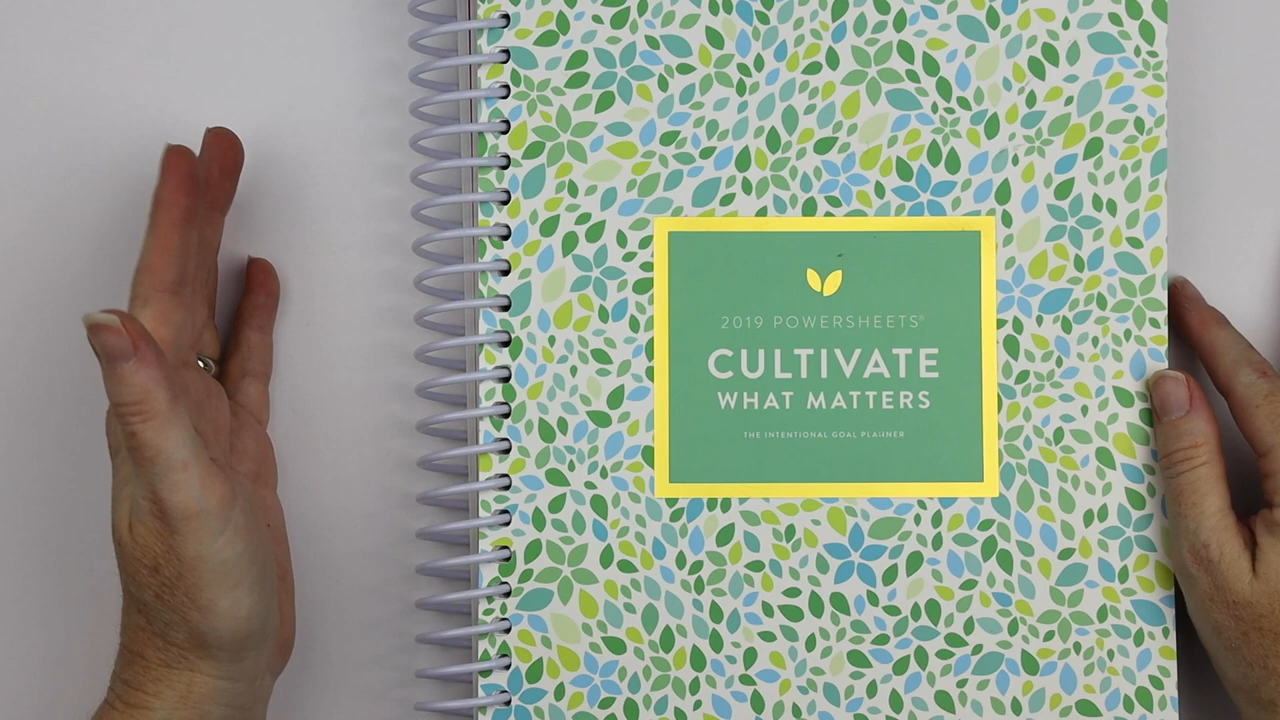 2019 POWERSHEETS®
CULTIVATE
WHAT MATTERS
THE INTENTIONAL GOAL PLANNER